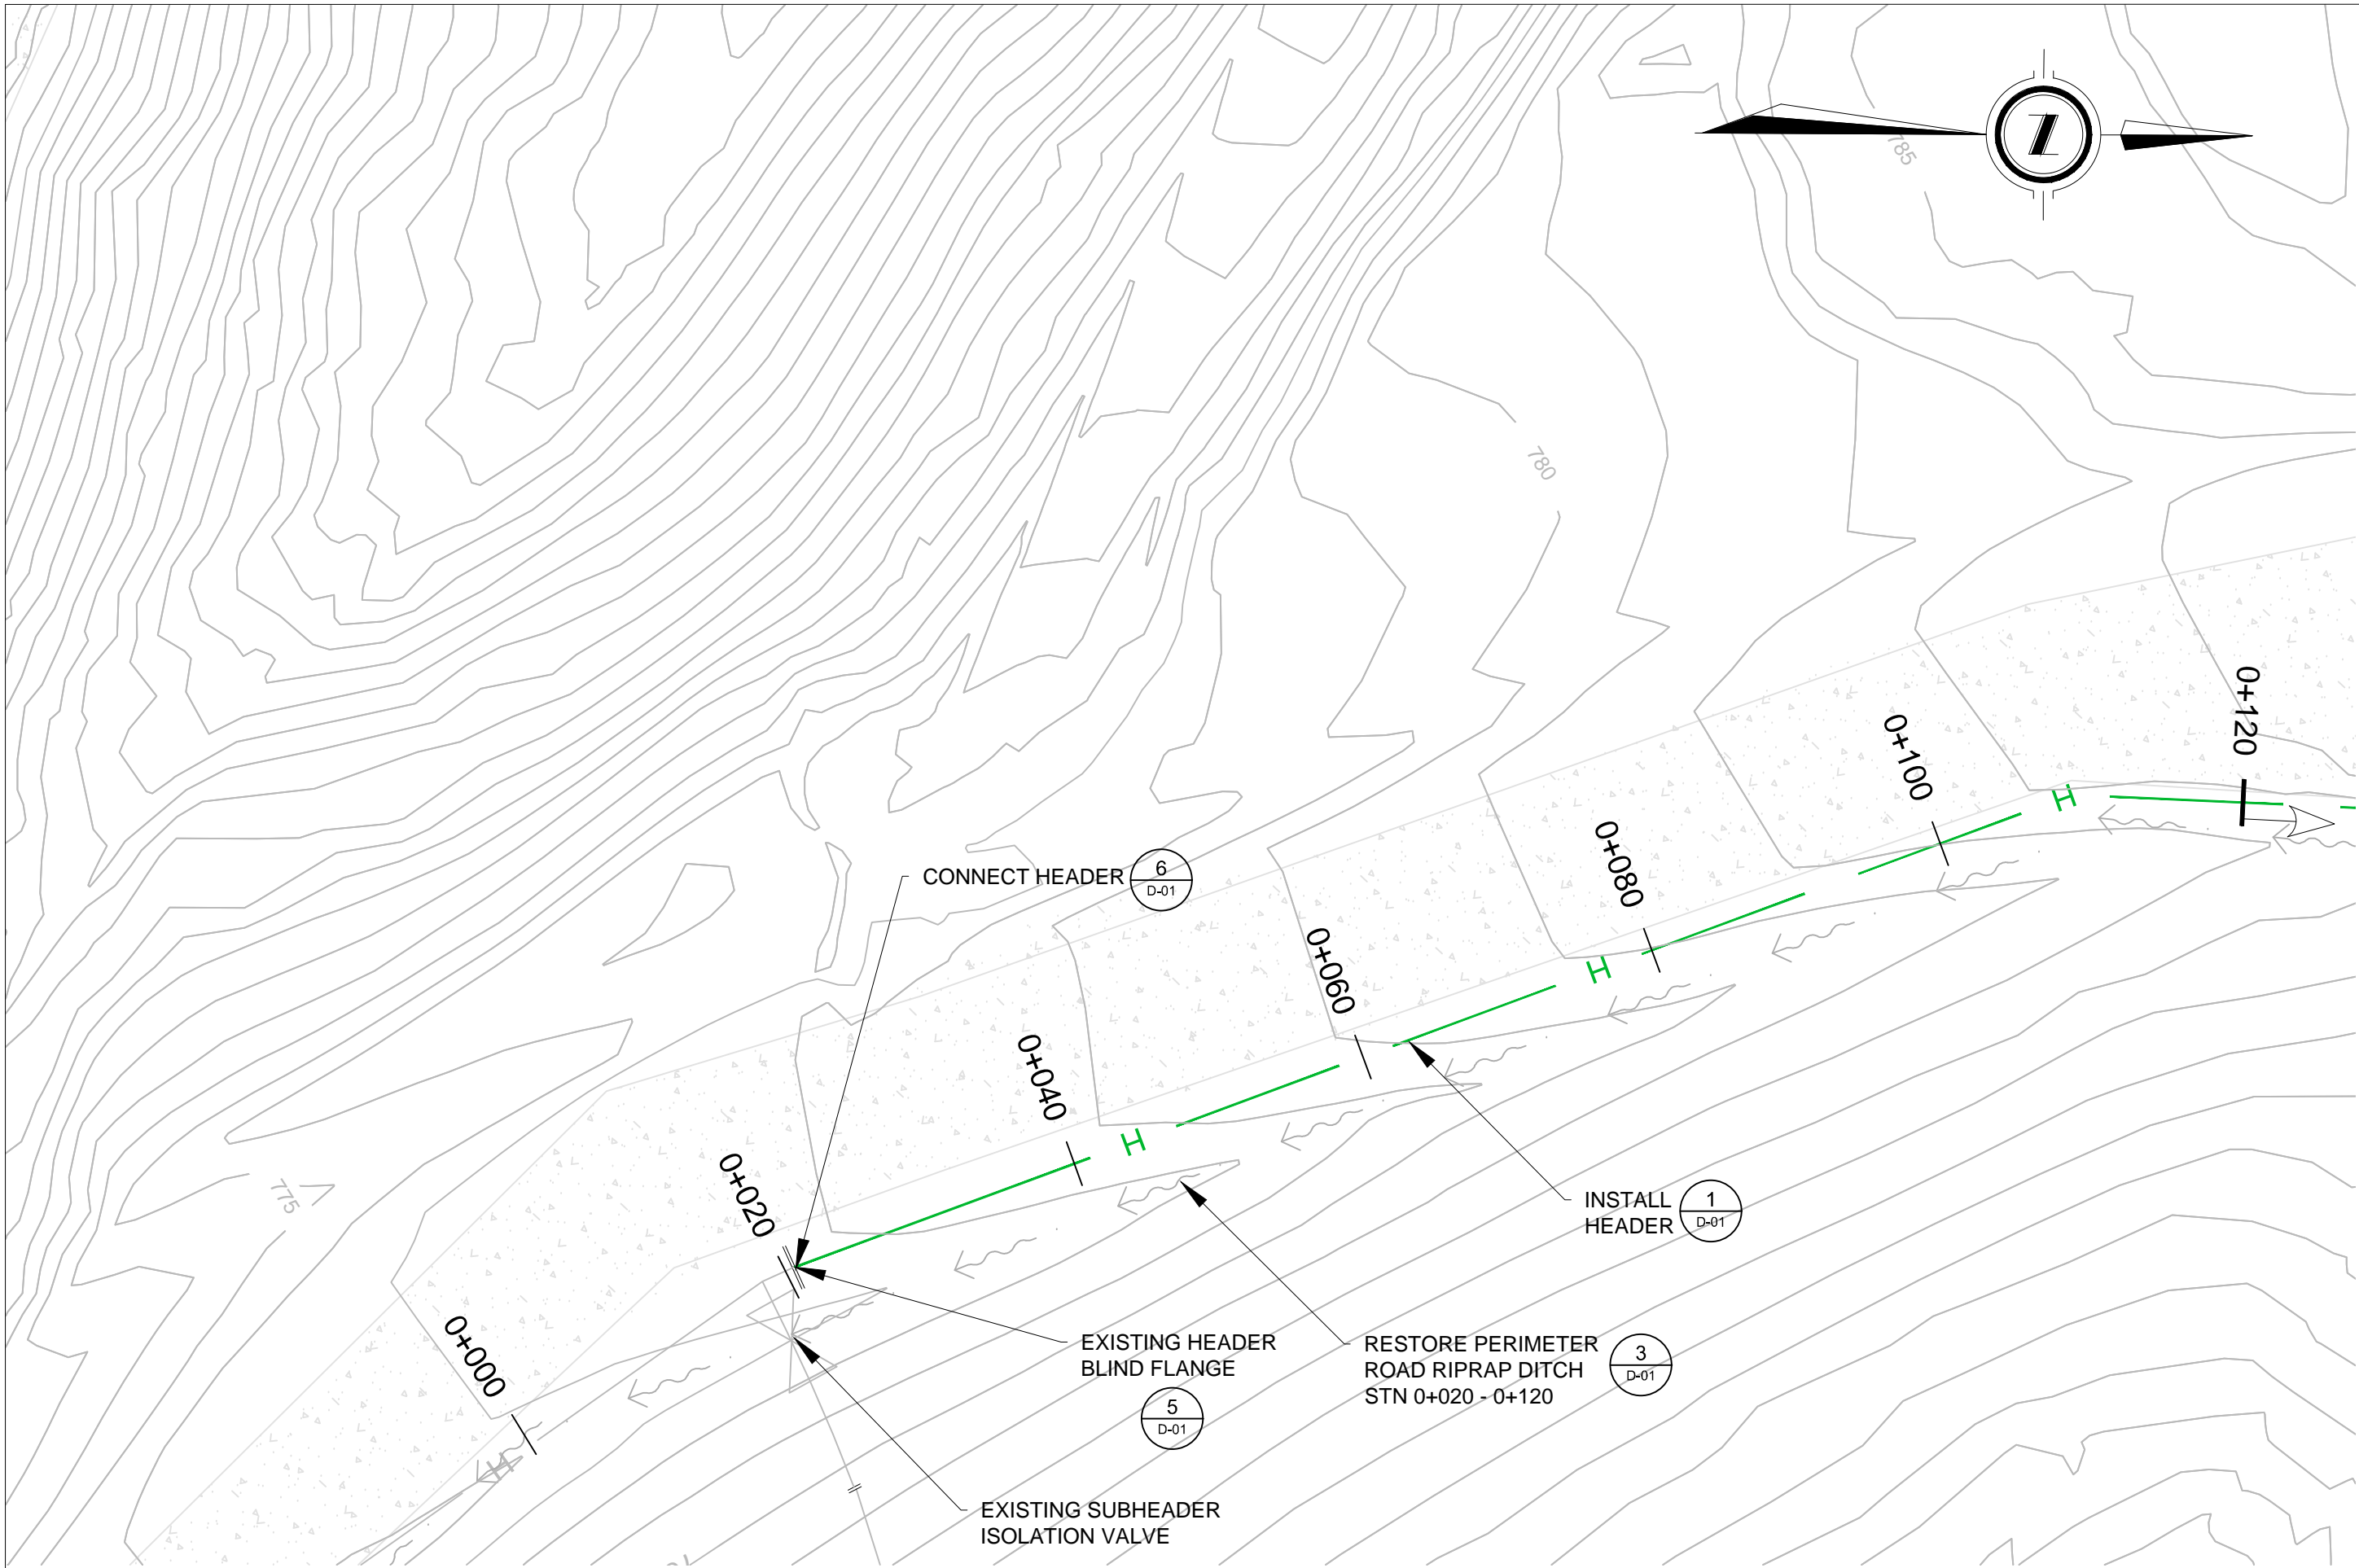 785
780
0+120
0+100
0+080
CONNECT HEADER
6
D-01
0+060
0+040
0+020
775
INSTALL
HEADER
1
D-01
0+000
EXISTING HEADER
BLIND FLANGE
5
D-01
RESTORE PERIMETER
ROAD RIPRAP DITCH
STN 0+020 - 0+120
3
D-01
EXISTING SUBHEADER
ISOLATION VALVE
H
H
H
H